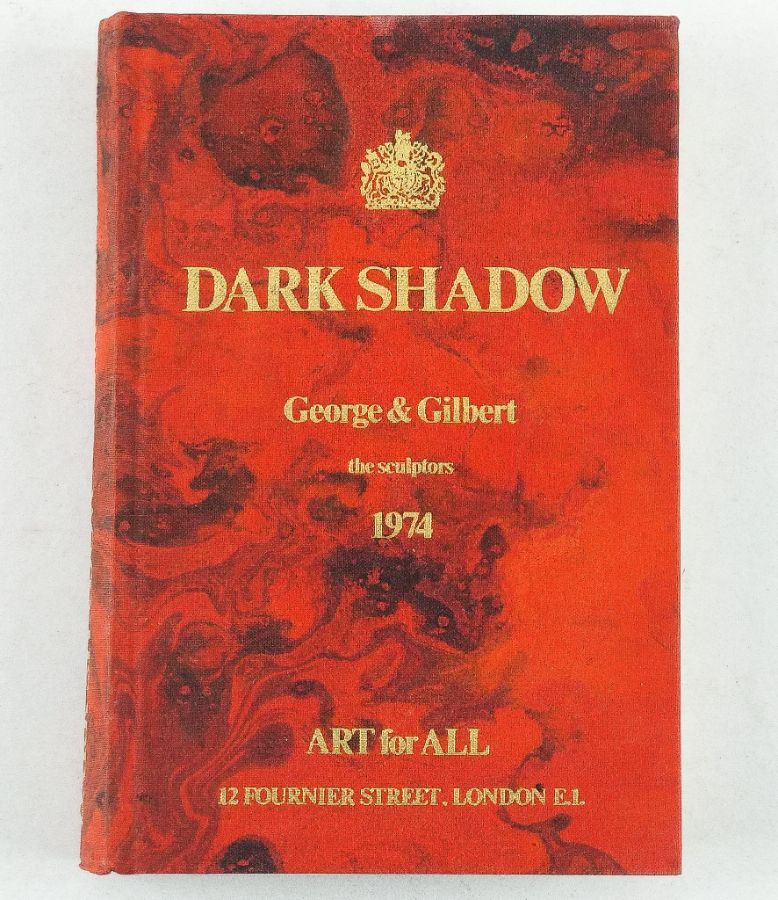 DARK SHADOW
George & Gilbert
the sculptors
1974
ART for ALL
12 FOURNIER STREET. LONDON E.1.